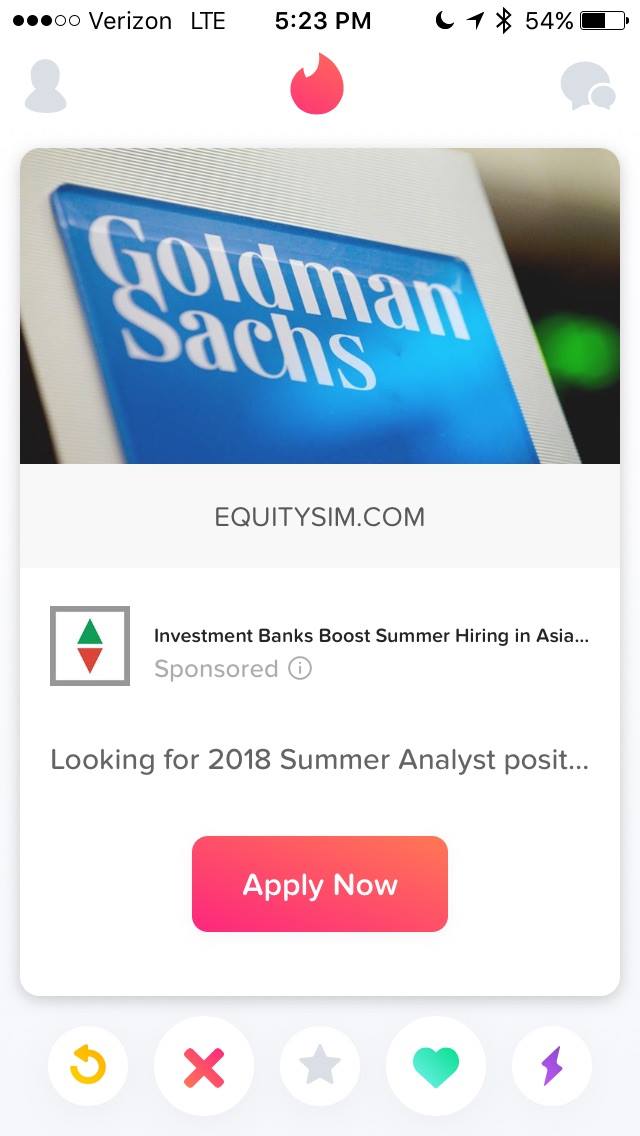 Verizon LTE 5:23 PM 54%
Goldman
Sachs
EQUITYSIM.COM
Investment Banks Boost Summer Hiring in Asia...
Sponsored
Looking for 2018 Summer Analyst posit...
Apply Now